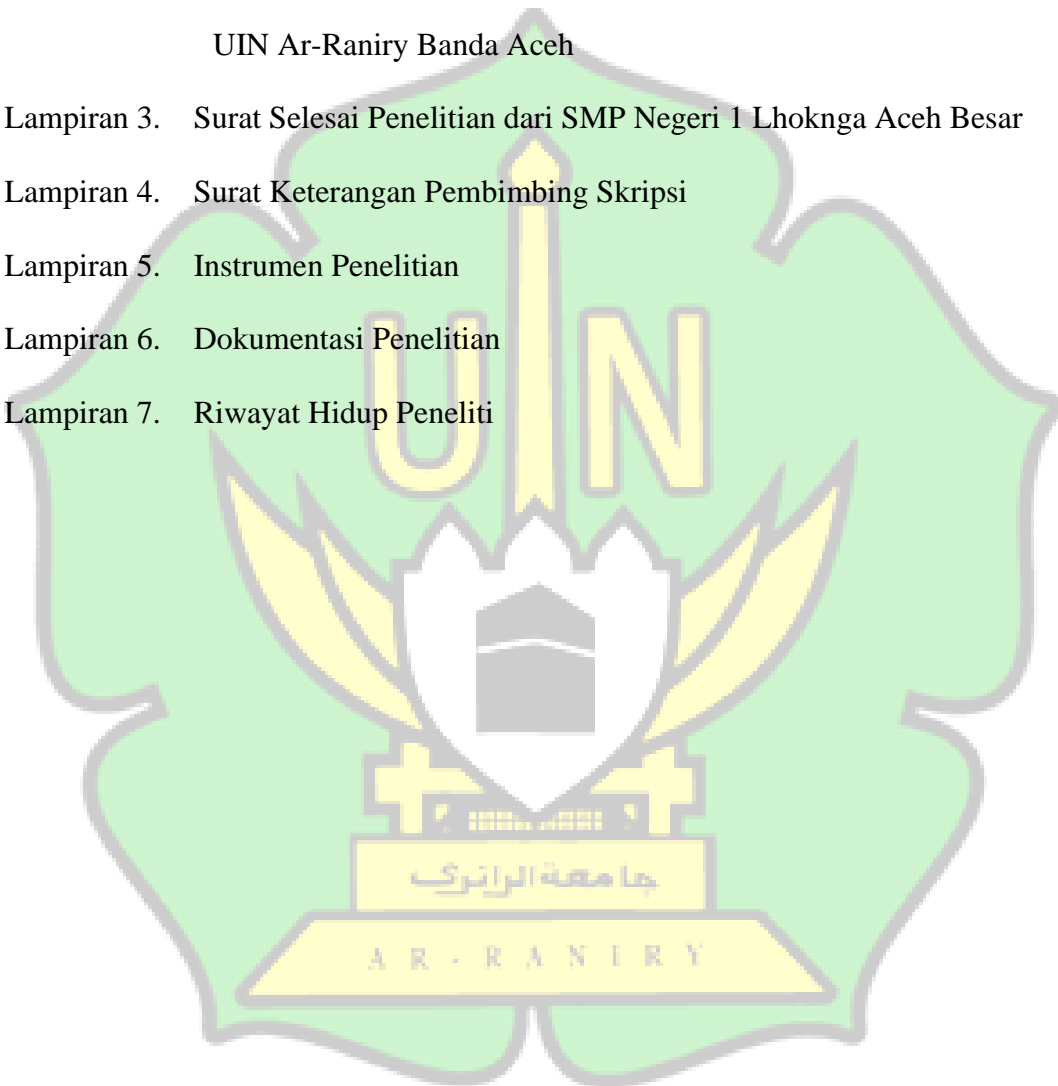 UIN Ar-Raniry Banda Aceh
Lampiran 3. Surat Selesai Penelitian dari SMP Negeri 1 Lhoknga Aceh Besar
Lampiran 4. Surat Keterangan Pembimbing Skripsi
Lampiran 5. Instrumen Penelitian
Lampiran 6. Dokumentasi Penelitian
Lampiran 7. Riwayat Hidup Peneliti
UIN
جامعة الرانري
AR-RANIRY